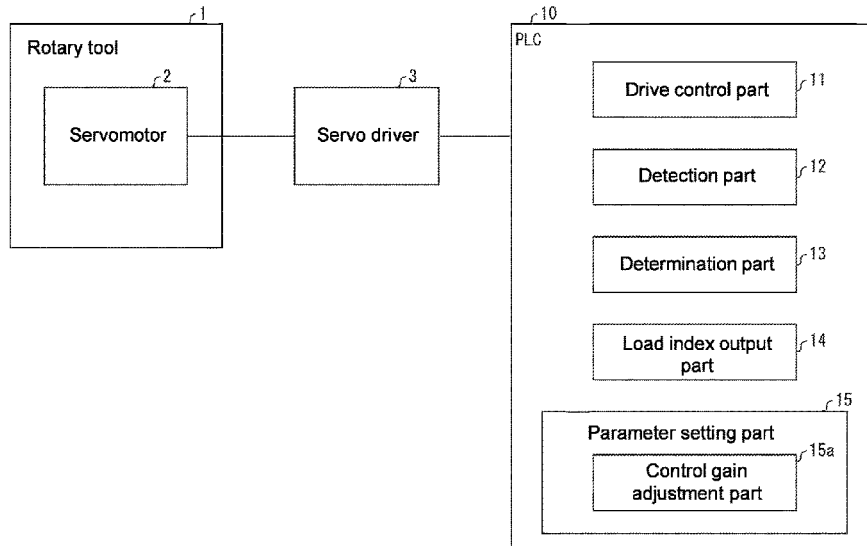 1
Rotary tool
2
Servomotor
3
Servo driver
10
PLC
Drive control part
11
Detection part
12
Determination part
13
Load index output
part
14
15
Parameter setting part
15a
Control gain
adjustment part